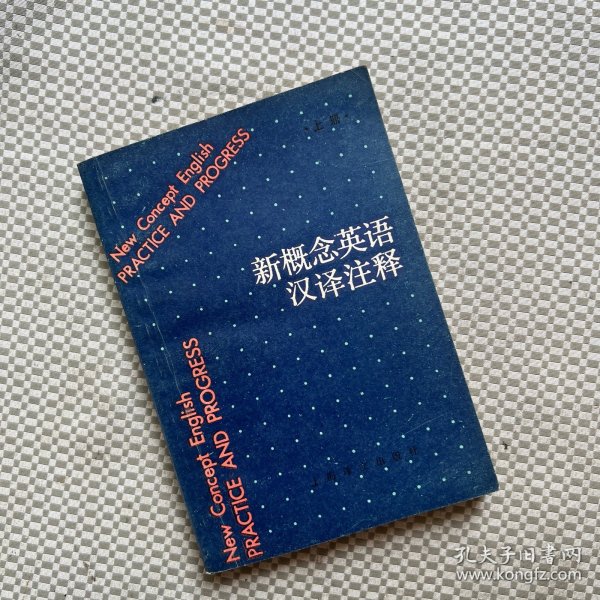 上册
New Concept English
PRACTICE AND PROGRESS
新概念英语
汉译注释
New Concept English
PRACTICE AND PROGRESS
孔夫子旧书网
www.kongfz.com